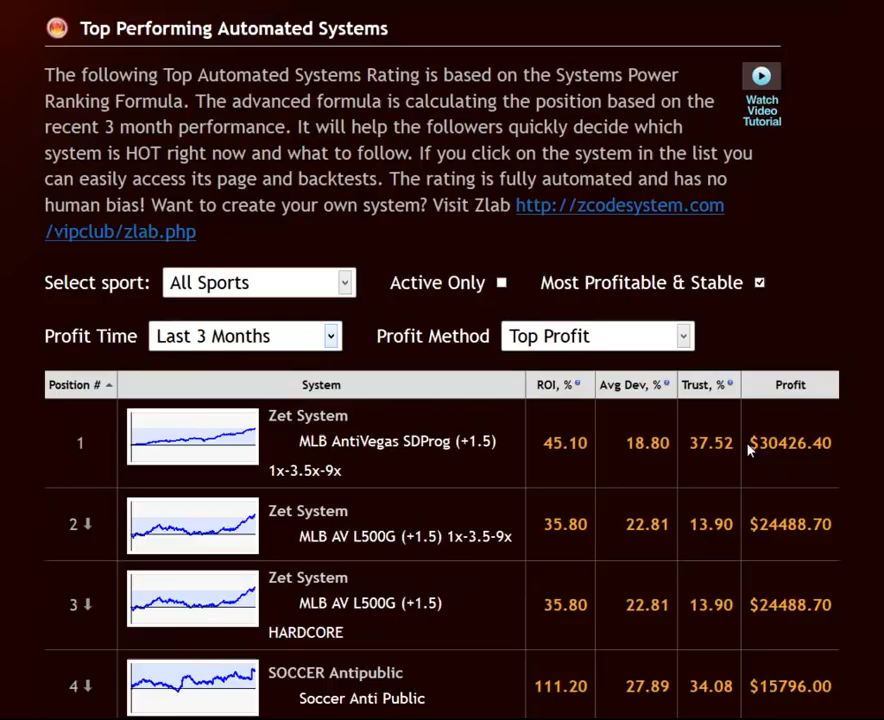 Top Performing Automated Systems
The following Top Automated Systems Rating is based on the Systems Power
Ranking Formula. The advanced formula is calculating the position based on the
recent 3 month performance. It will help the followers quickly decide which
system is HOT right now and what to follow. If you click on the system in the list you
can easily access its page and backtests. The rating is fully automated and has no
human bias! Want to create your own system? Visit Zlab http://zcodesystem.com
/vipclub/zlab.php
Watch
Video
Tutorial
Select sport: All Sports Active Only Most Profitable & Stable
Profit Time Last 3 Months Profit Method Top Profit
Position # System ROI, % Avg Dev, % Trust, % Profit
Zet System
1 MLB AntiVegas SDProg (+1.5) 45.10 18.80 37.52 $30426.40
1x-3.5x-9x
Zet System
2 MLB AV L500G (+1.5) 1x-3.5-9x 35.80 22.81 13.90 $24488.70
Zet System
3 MLB AV L500G (+1.5) 35.80 22.81 13.90 $24488.70
HARDCORE
SOCCER Antipublic
4 Soccer Anti Public 111.20 27.89 34.08 $15796.00